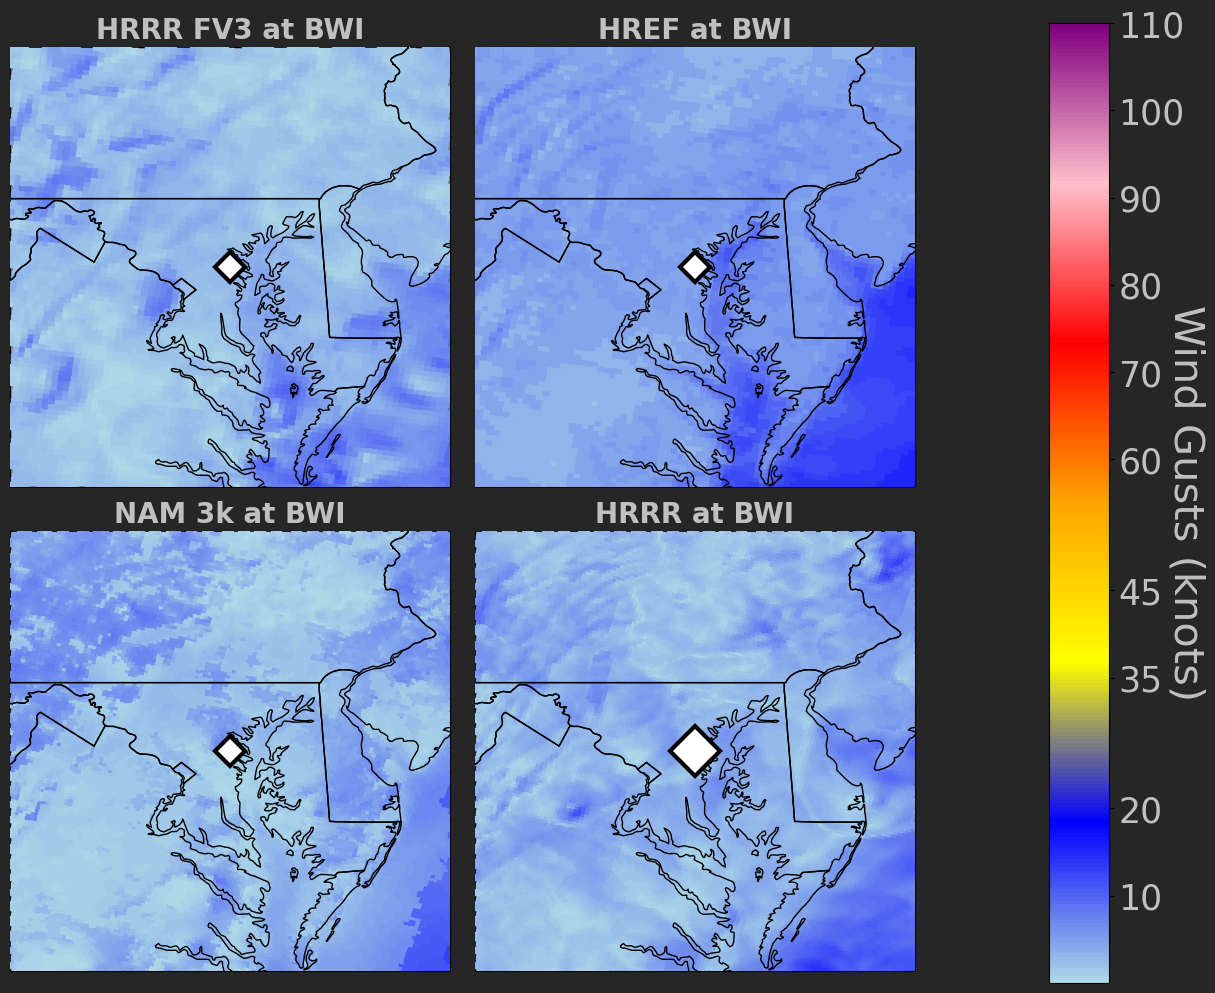 HRRR FV3 at BWI
HREF at BWI
NAM 3k at BWI
HRRR at BWI
110
100
90
80
70
60
45
35
20
10
Wind Gusts (knots)